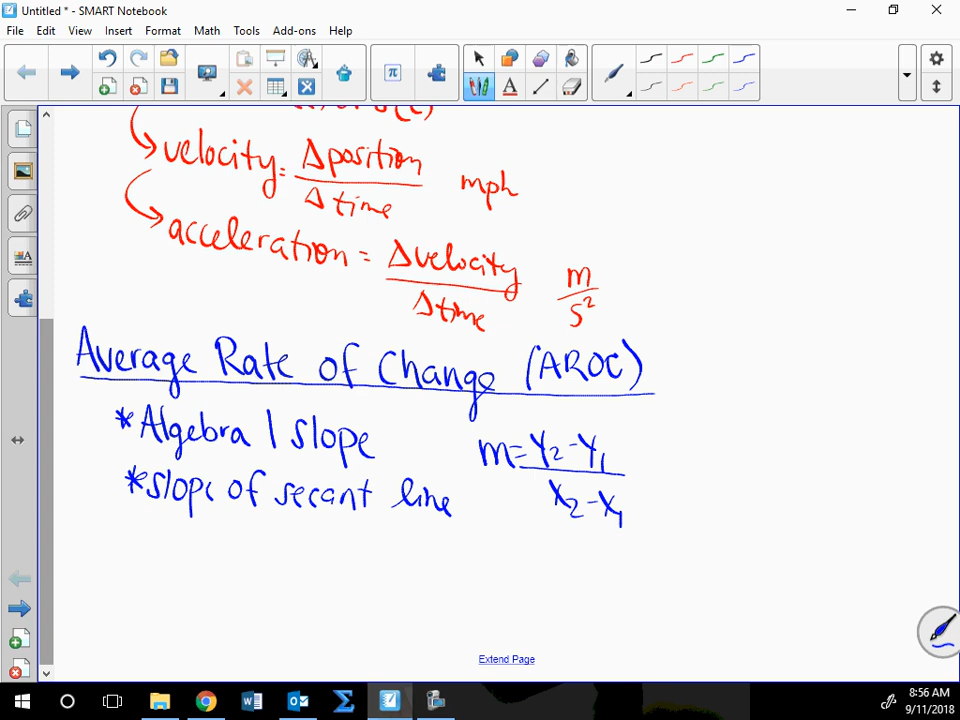 Untitled * - SMART Notebook
File Edit View Insert Format Math Tools Add-ons Help
velocity = Δposition
Δtime
mph
acceleration = Δvelocity
Δtime
m
s²
Average Rate of Change (AROC)
*Algebra 1 slope
m = y₂ - y₁
x₂ - x₁
*slope of secant line
Extend Page
8:56 AM
9/11/2018